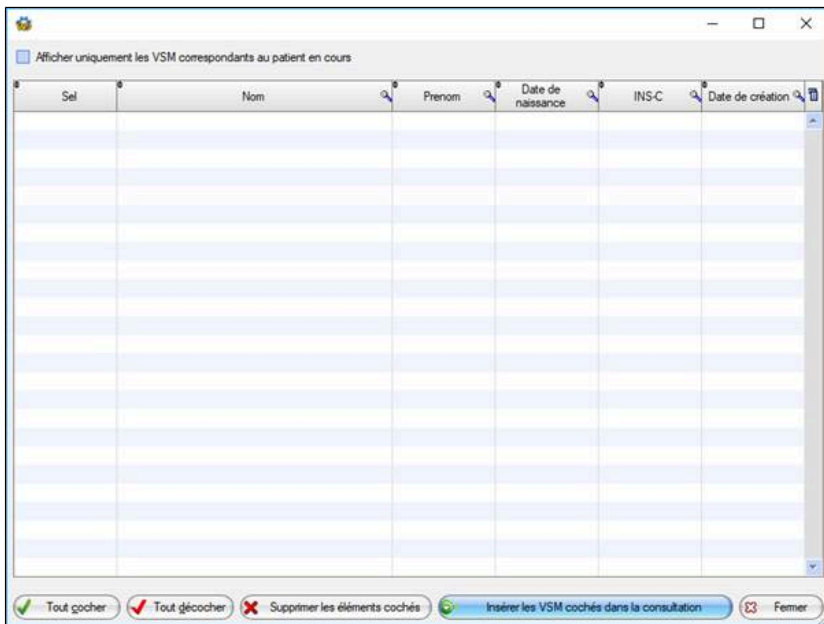 Afficher uniquement les VSM correspondants au patient en cours
Sel Nom Prenom Date de naissance INS-C Date de création
Tout cocher Tout décocher Supprimer les éléments cochés Insérer les VSM cochés dans la consultation Fermer